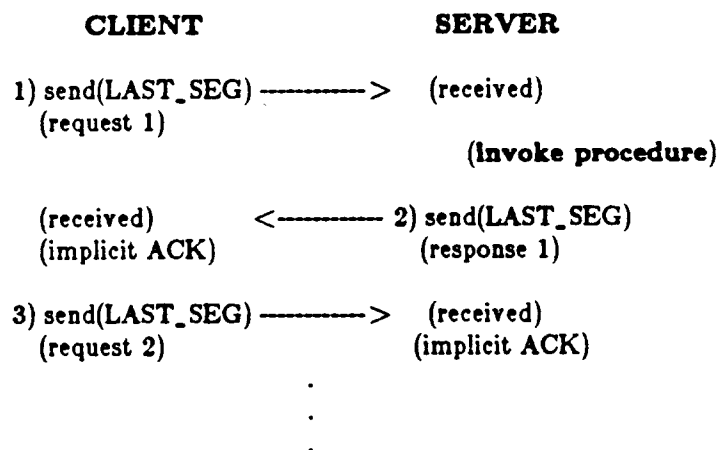 CLIENT SERVER
1) send(LAST_SEG) -----------> (received)
(request 1)
(invoke procedure)
(received) <----------- 2) send(LAST_SEG)
(implicit ACK) (response 1)
3) send(LAST_SEG) -----------> (received)
(request 2) (implicit ACK)
.
.
.